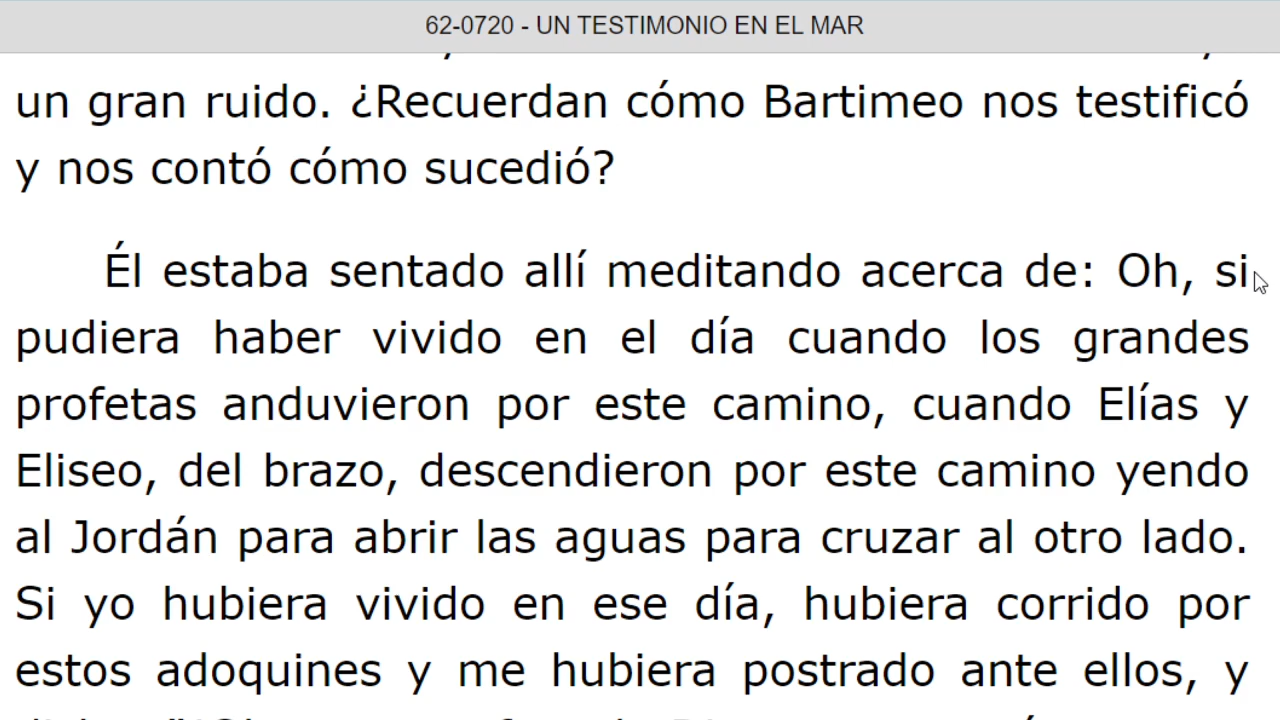 62-0720 - UN TESTIMONIO EN EL MAR
un gran ruido. ¿Recuerdan cómo Bartimeo nos testificó
y nos contó cómo sucedió?
Él estaba sentado allí meditando acerca de: Oh, si
pudiera haber vivido en el día cuando los grandes
profetas anduvieron por este camino, cuando Elías y
Eliseo, del brazo, descendieron por este camino yendo
al Jordán para abrir las aguas para cruzar al otro lado.
Si yo hubiera vivido en ese día, hubiera corrido por
estos adoquines y me hubiera postrado ante ellos, y